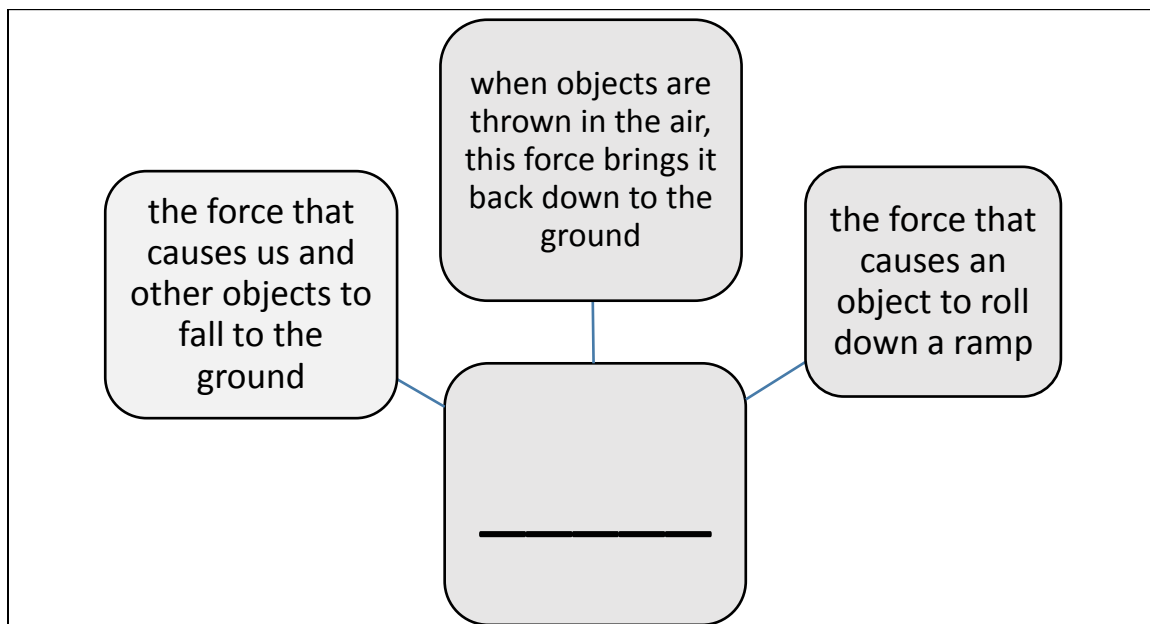 when objects are
thrown in the air,
this force brings it
back down to the
ground
the force that
causes us and
other objects to
fall to the
ground
the force that
causes an
object to roll
down a ramp
_____